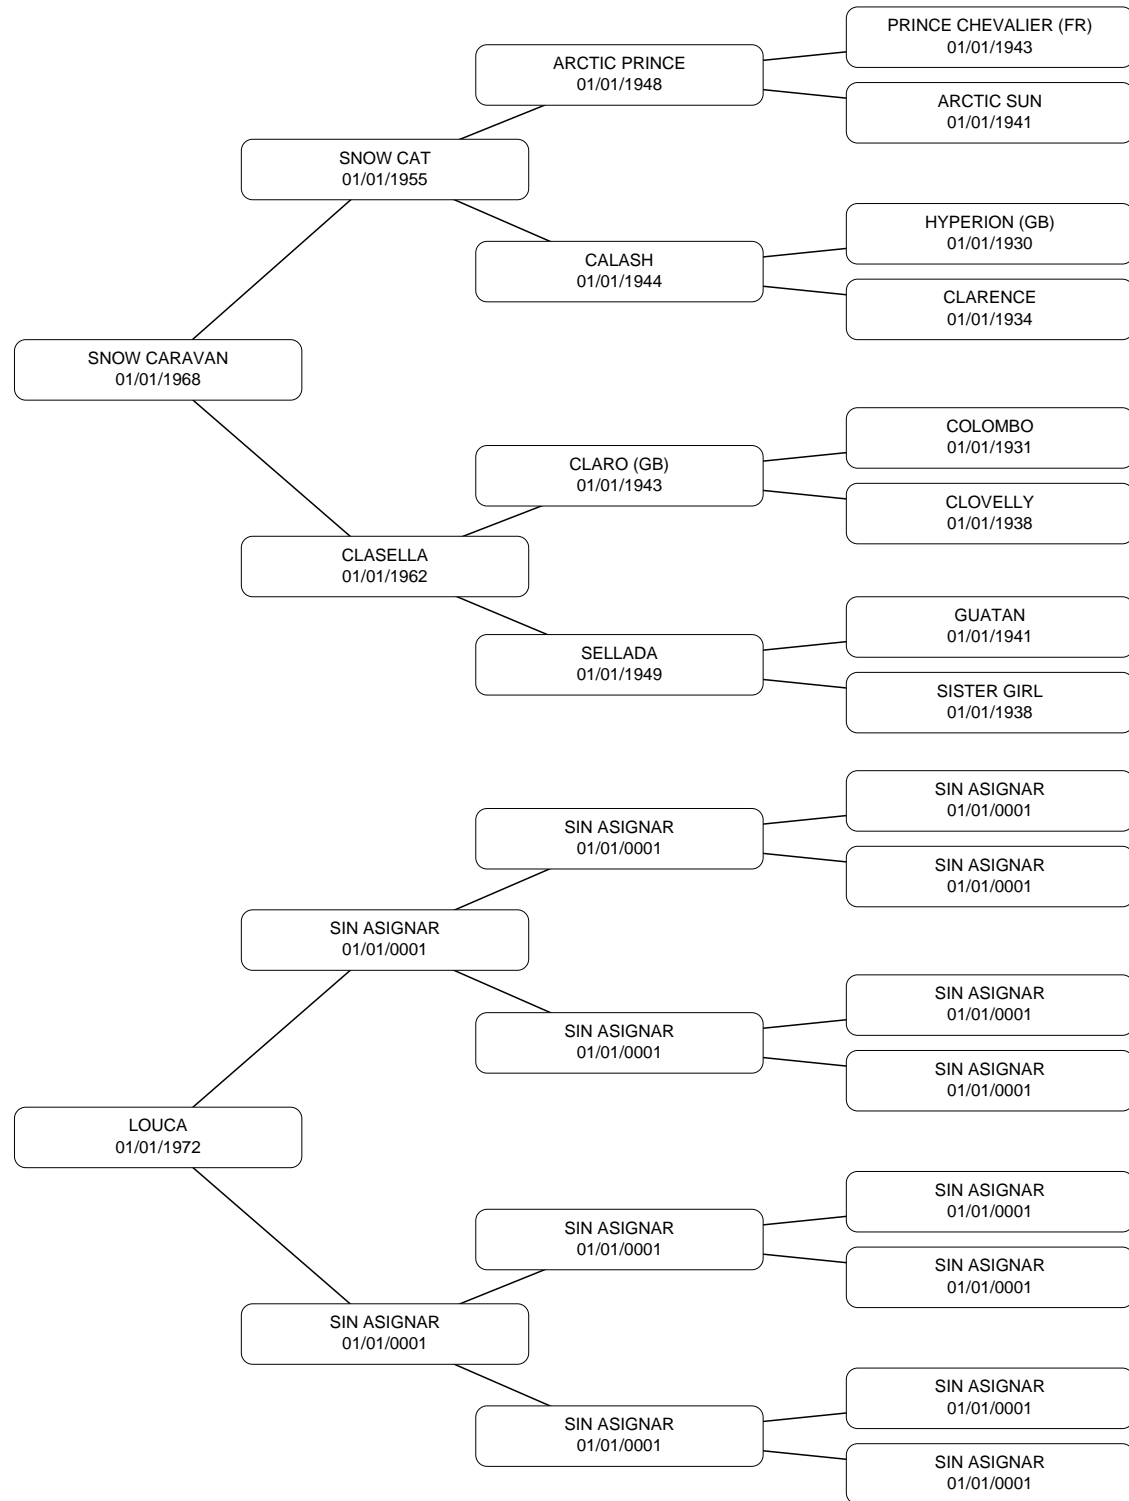 PRINCE CHEVALIER (FR)
01/01/1943
ARCTIC PRINCE
01/01/1948
ARCTIC SUN
01/01/1941
SNOW CAT
01/01/1955
HYPERION (GB)
01/01/1930
CALASH
01/01/1944
CLARENCE
01/01/1934
SNOW CARAVAN
01/01/1968
COLOMBO
01/01/1931
CLARO (GB)
01/01/1943
CLOVELLY
01/01/1938
CLASELLA
01/01/1962
GUATAN
01/01/1941
SELLADA
01/01/1949
SISTER GIRL
01/01/1938
SIN ASIGNAR
01/01/0001
SIN ASIGNAR
01/01/0001
SIN ASIGNAR
01/01/0001
SIN ASIGNAR
01/01/0001
SIN ASIGNAR
01/01/0001
SIN ASIGNAR
01/01/0001
SIN ASIGNAR
01/01/0001
LOUCA
01/01/1972
SIN ASIGNAR
01/01/0001
SIN ASIGNAR
01/01/0001
SIN ASIGNAR
01/01/0001
SIN ASIGNAR
01/01/0001
SIN ASIGNAR
01/01/0001
SIN ASIGNAR
01/01/0001
SIN ASIGNAR
01/01/0001